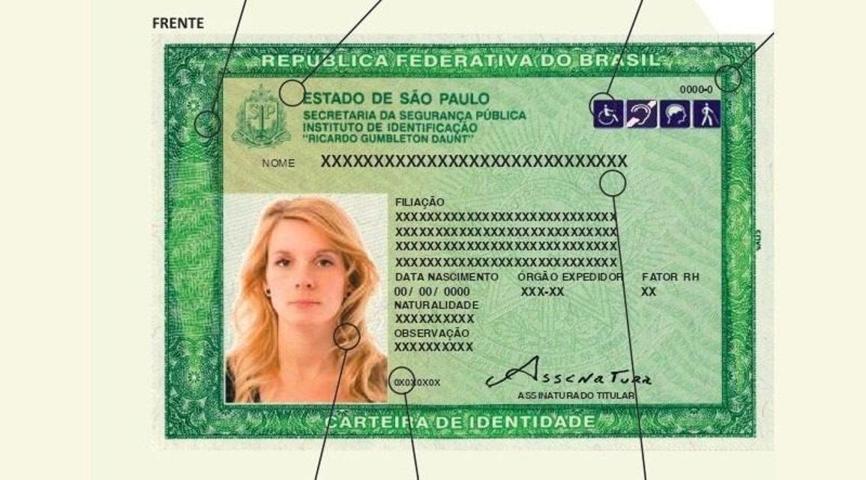 FRENTE
REPÚBLICA FEDERATIVA DO BRASIL
0000-0
ESTADO DE SÃO PAULO
SECRETARIA DA SEGURANÇA PÚBLICA
INSTITUTO DE IDENTIFICAÇÃO
"RICARDO GUMBLETON DAUNT"
NOME XXXXXXXXXXXXXXXXXXXXXXXXXXXXX
FILIAÇÃO
XXXXXXXXXXXXXXXXXXXXXXXXXXXX
XXXXXXXXXXXXXXXXXXXXXXXXXXXX
XXXXXXXXXXXXXXXXXXXXXXXXXXXX
XXXXXXXXXXXXXXXXXXXXXXXXXXXX
DATA NASCIMENTO ÓRGÃO EXPEDIDOR FATOR RH
00/ 00/ 0000 XXX-XX XX
NATURALIDADE
XXXXXXXXXX
OBSERVAÇÃO
XXXXXXXXXX
0X0X0X0X
Assinatura
ASSINATURA DO TITULAR
CARTEIRA DE IDENTIDADE